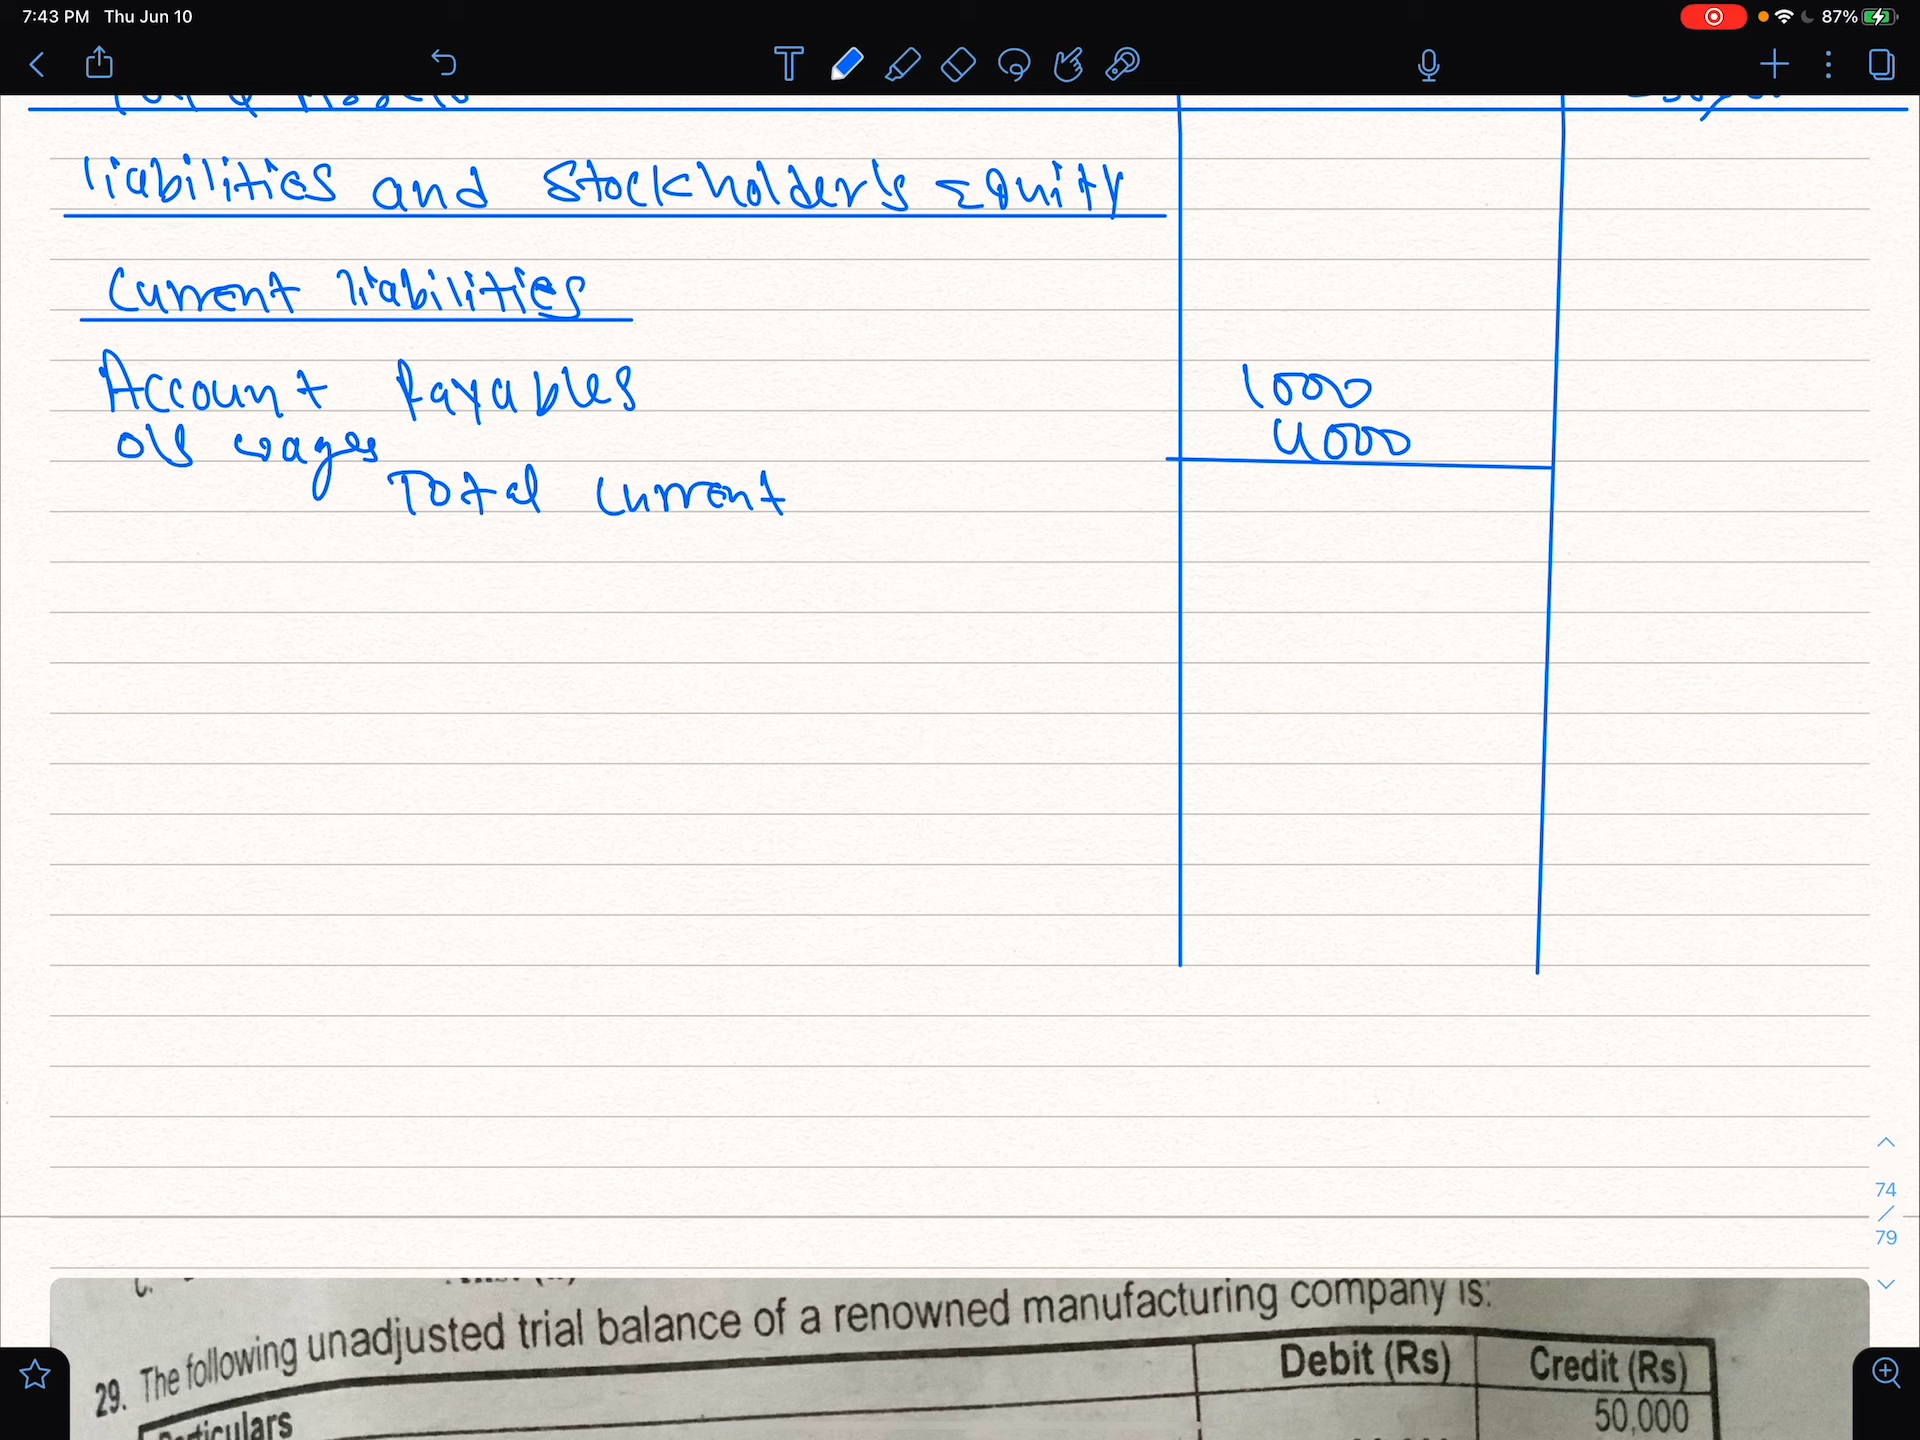 7:43 PM Thu Jun 10
87%
liabilities and Stockholder's Equity
Current liabilities
Account Payables 1000
o/s wages 4000
Total Current
74
/
79
29. The following unadjusted trial balance of a renowned manufacturing company is:
Particulars Debit (Rs) Credit (Rs)
50,000